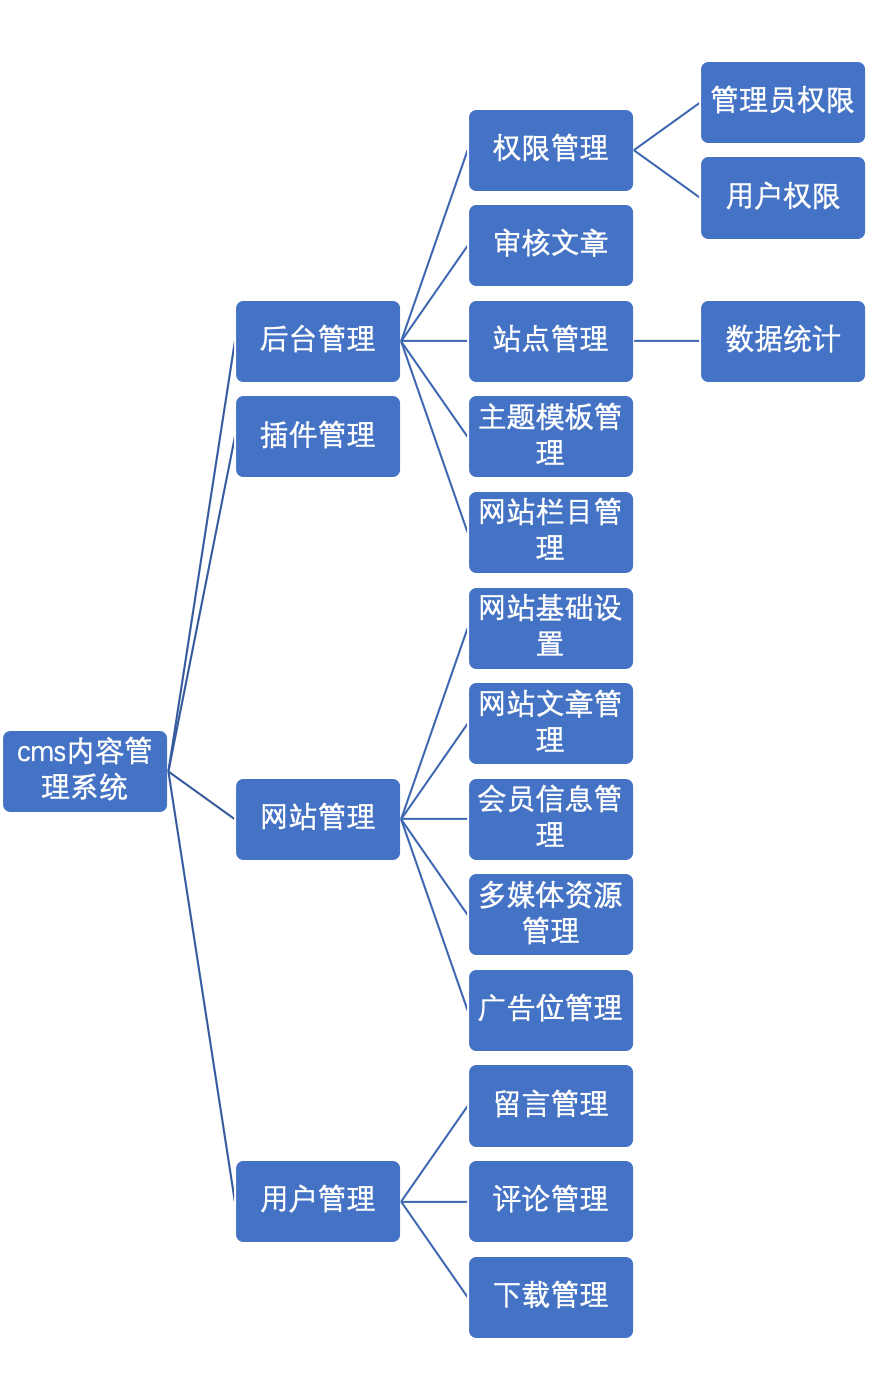 cms内容管
理系统
后台管理
权限管理
管理员权限
用户权限
审核文章
站点管理
数据统计
主题模板管
理
网站栏目管
理
插件管理
网站管理
网站基础设
置
网站文章管
理
会员信息管
理
多媒体资源
管理
广告位管理
用户管理
留言管理
评论管理
下载管理